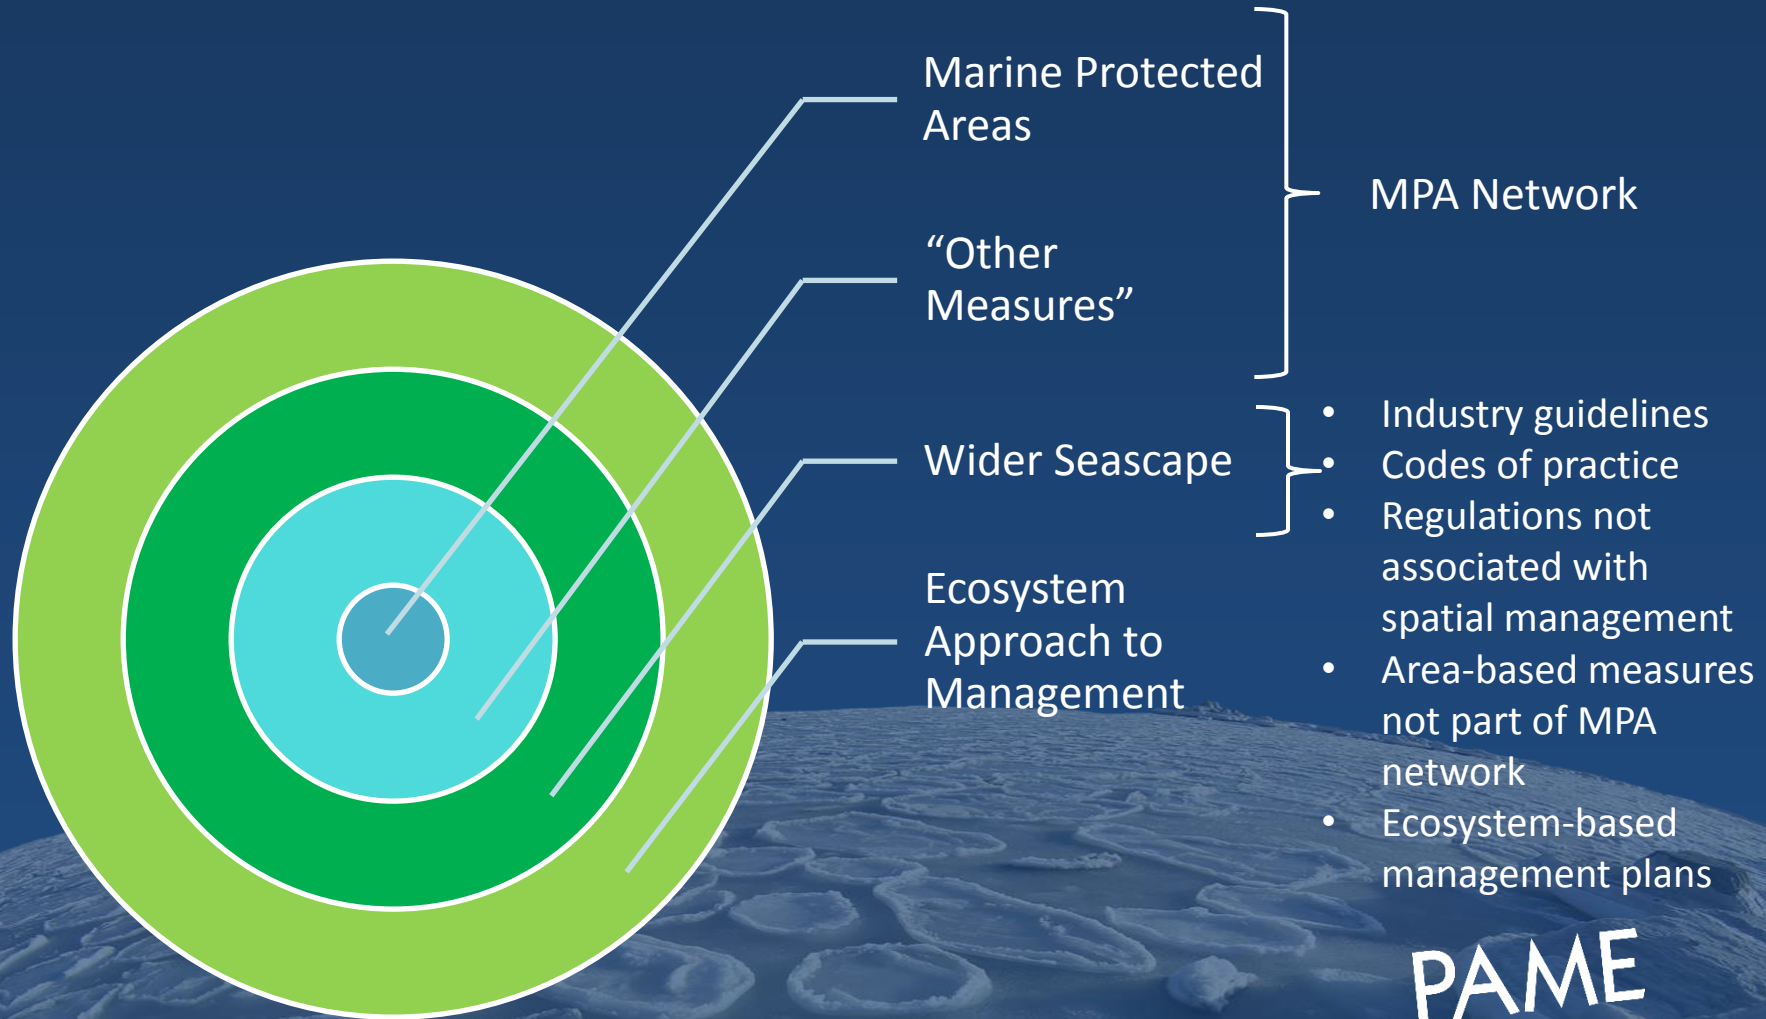 Marine Protected
Areas
MPA Network
“Other
Measures”
Wider Seascape
• Industry guidelines
• Codes of practice
• Regulations not
associated with
spatial management
• Area-based measures
not part of MPA
network
• Ecosystem-based
management plans
Ecosystem
Approach to
Management
PAME